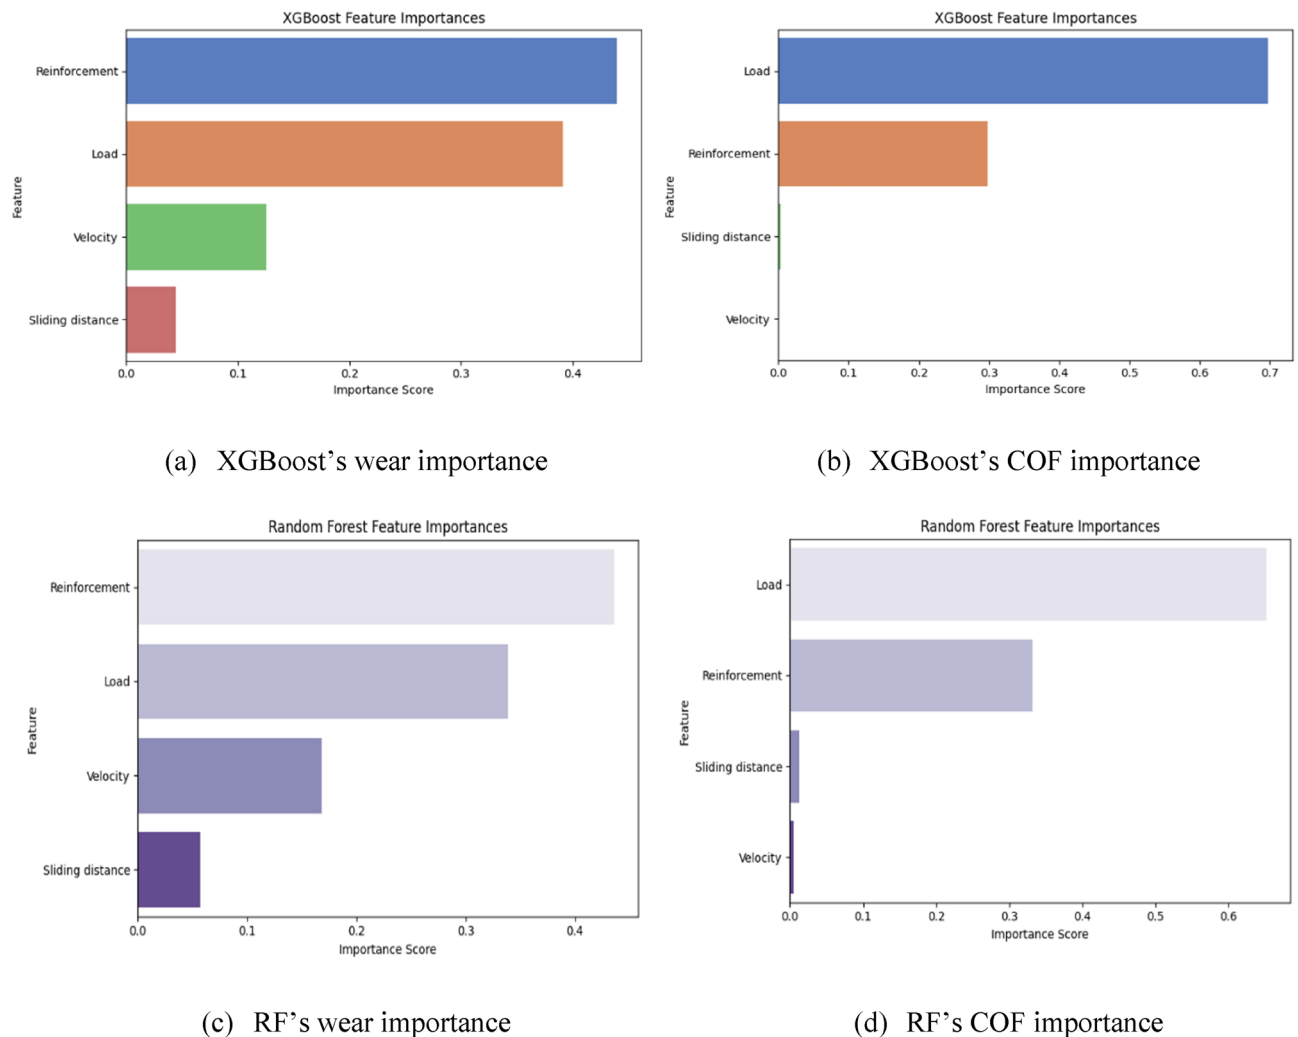 XGBoost Feature Importances
Reinforcement
Load
Velocity
Sliding distance
Feature
0.0 0.1 0.2 0.3 0.4
Importance Score
(a) XGBoost's wear importance
XGBoost Feature Importances
Load
Reinforcement
Sliding distance
Velocity
Feature
0.0 0.1 0.2 0.3 0.4 0.5 0.6 0.7
Importance Score
(b) XGBoost's COF importance
Random Forest Feature Importances
Reinforcement
Load
Velocity
Sliding distance
Feature
0.0 0.1 0.2 0.3 0.4
Importance Score
(c) RF's wear importance
Random Forest Feature Importances
Load
Reinforcement
Sliding distance
Velocity
Feature
0.0 0.1 0.2 0.3 0.4 0.5 0.6
Importance Score
(d) RF's COF importance